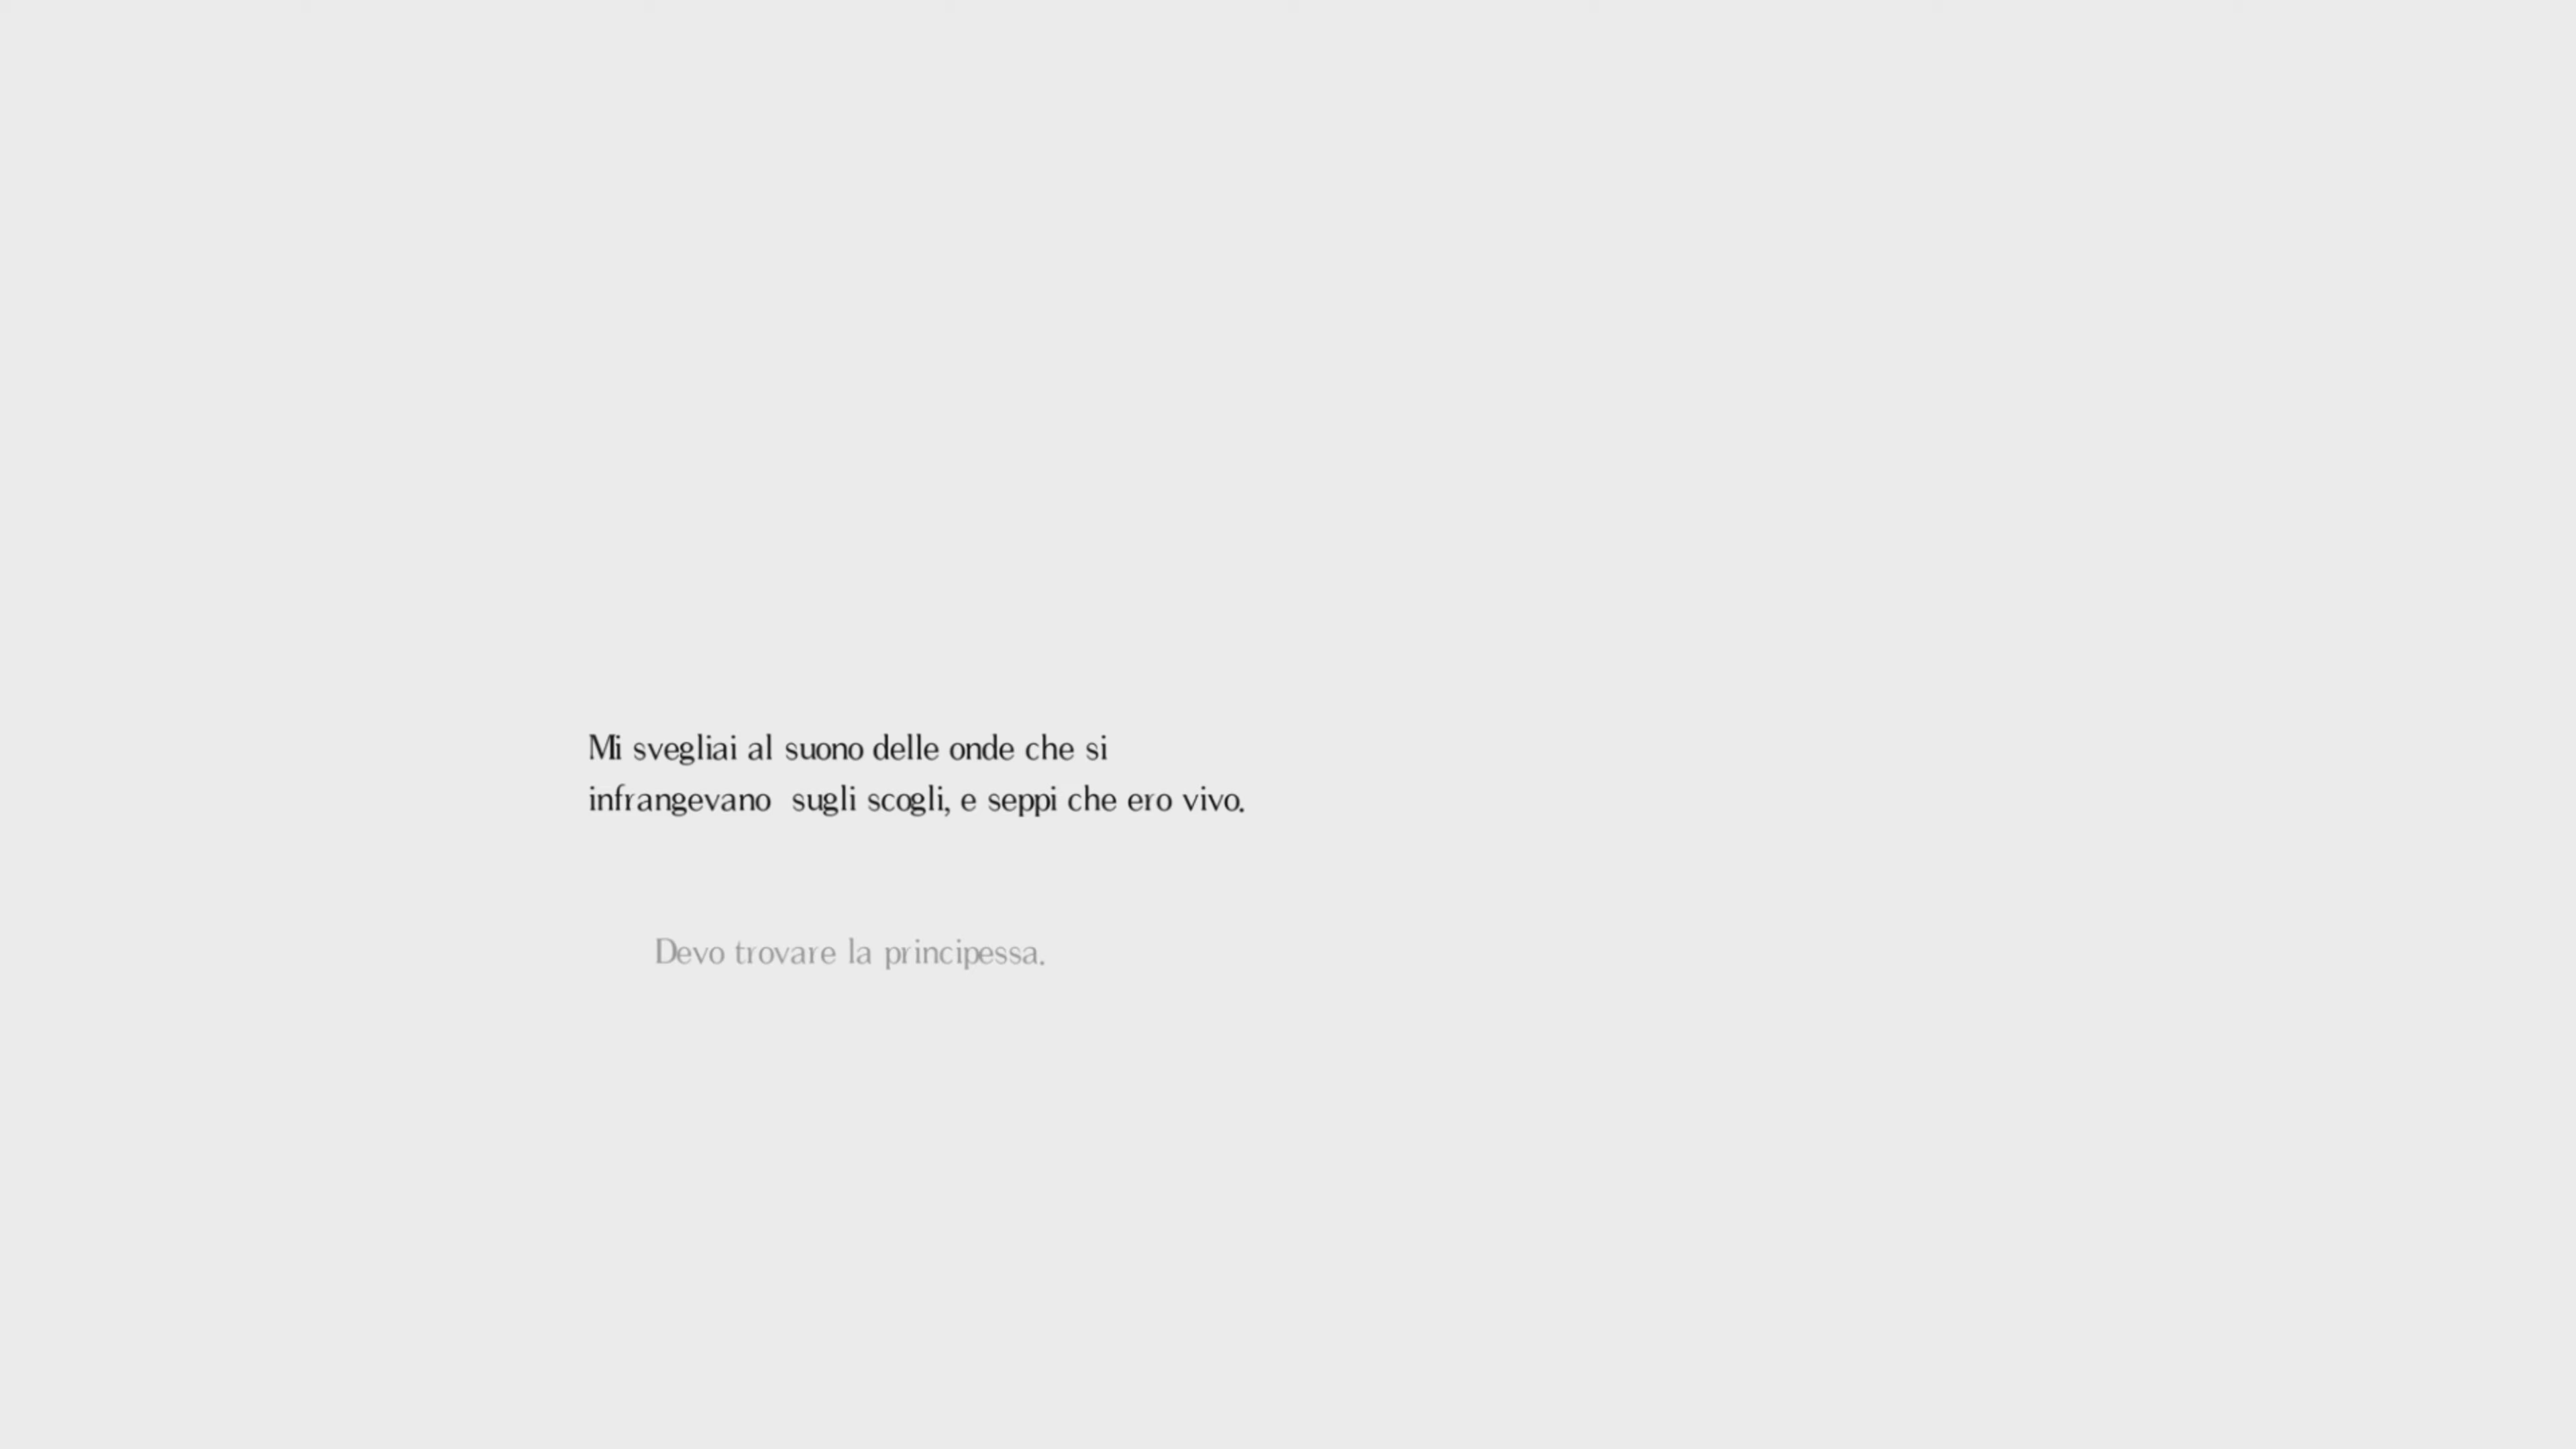 Mi svegliai al suono delle onde che si
infrangevano  sugli scogli, e seppi che ero vivo.
Devo trovare la principessa.